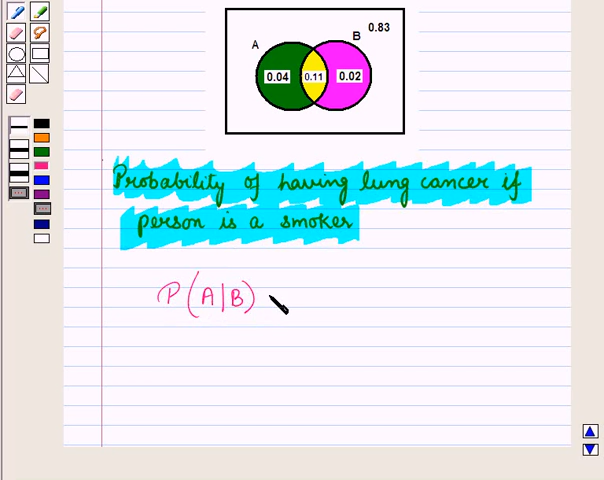 0.83
A B
0.04 0.11 0.02
Probability of having lung cancer if
person is a smoker
P(A|B)